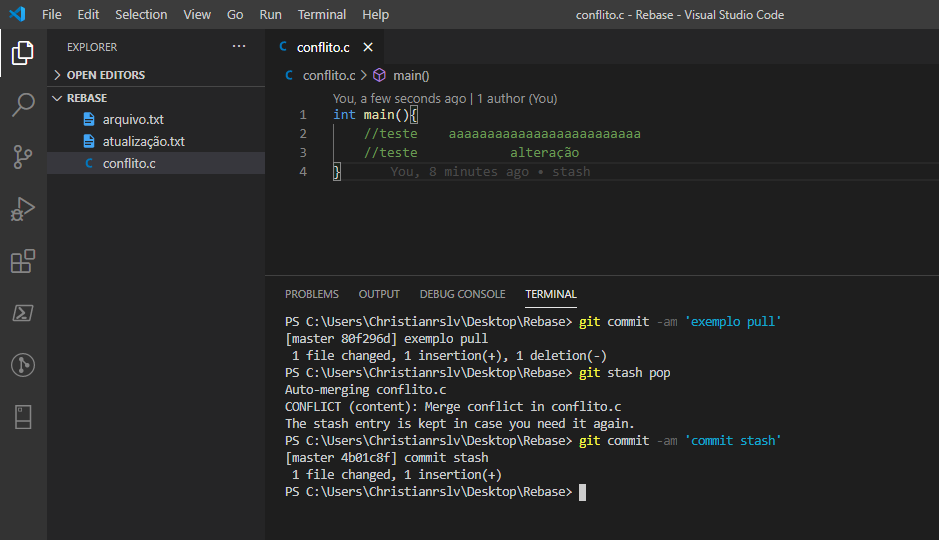 File Edit Selection View Go Run Terminal Help conflito.c - Rebase - Visual Studio Code
EXPLORER ···
OPEN EDITORS
REBASE
arquivo.txt
atualização.txt
C conflito.c
C conflito.c ×
C conflito.c > main()
You, a few seconds ago | 1 author (You)
1 int main(){
2 //teste aaaaaaaaaaaaaaaaaaaaaaaaa
3 //teste alteração
4 } You, 8 minutes ago • stash
PROBLEMS OUTPUT DEBUG CONSOLE TERMINAL
PS C:\Users\Christianrslv\Desktop\Rebase> git commit -am 'exemplo pull'
[master 80f296d] exemplo pull
1 file changed, 1 insertion(+), 1 deletion(-)
PS C:\Users\Christianrslv\Desktop\Rebase> git stash pop
Auto-merging conflito.c
CONFLICT (content): Merge conflict in conflito.c
The stash entry is kept in case you need it again.
PS C:\Users\Christianrslv\Desktop\Rebase> git commit -am 'commit stash'
[master 4b01c8f] commit stash
1 file changed, 1 insertion(+)
PS C:\Users\Christianrslv\Desktop\Rebase>